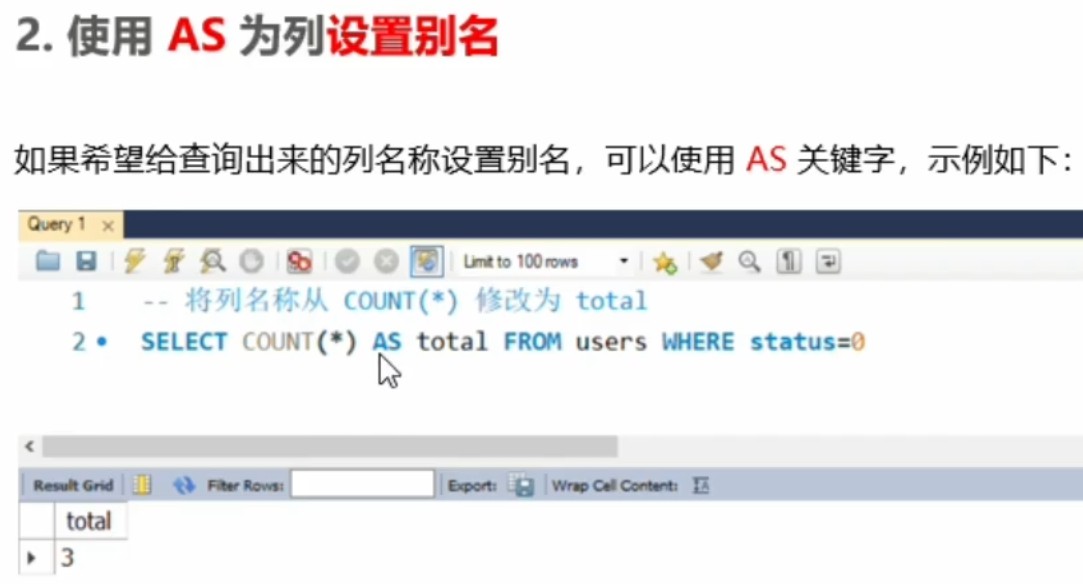 2. 使用 AS 为列设置别名
如果希望给查询出来的列名称设置别名，可以使用 AS 关键字，示例如下：
Query 1
Limit to 100 rows
1 -- 将列名称从 COUNT(*) 修改为 total
2 SELECT COUNT(*) AS total FROM users WHERE status=0
Result Grid Filter Rows: Export: Wrap Cell Content:
total
3